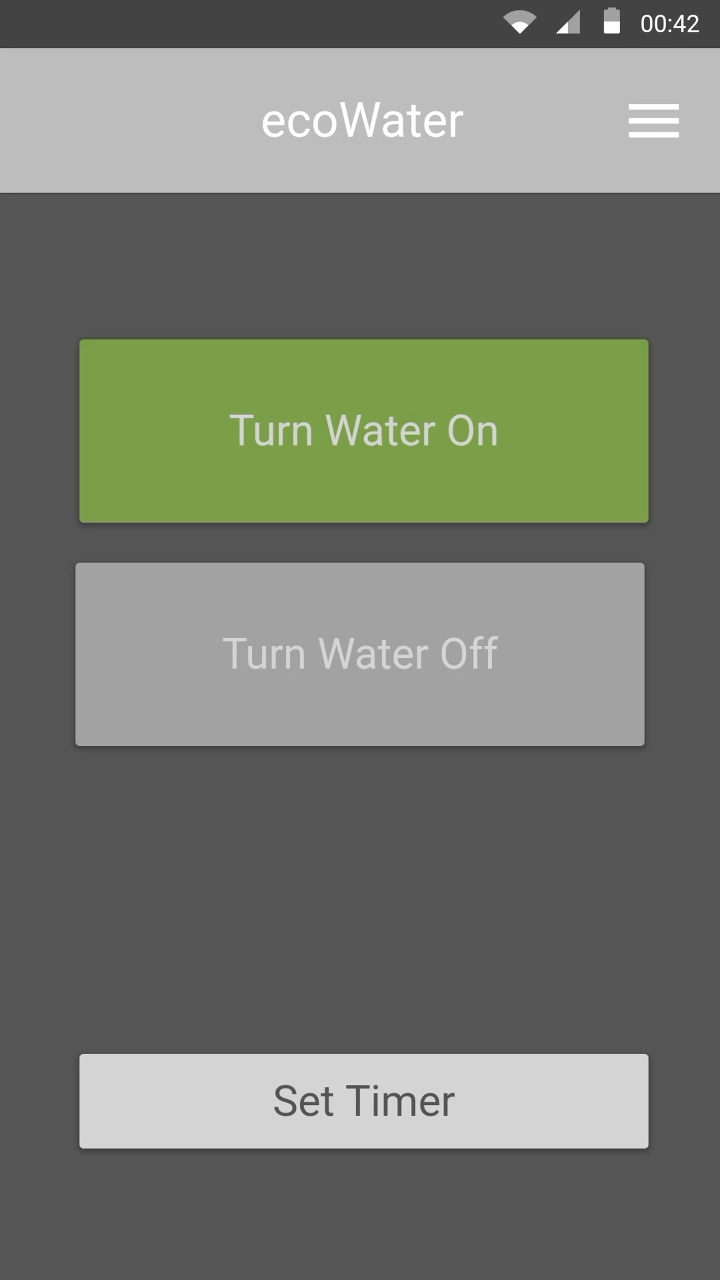 00:42
ecoWater
Turn Water On
Turn Water Off
Set Timer